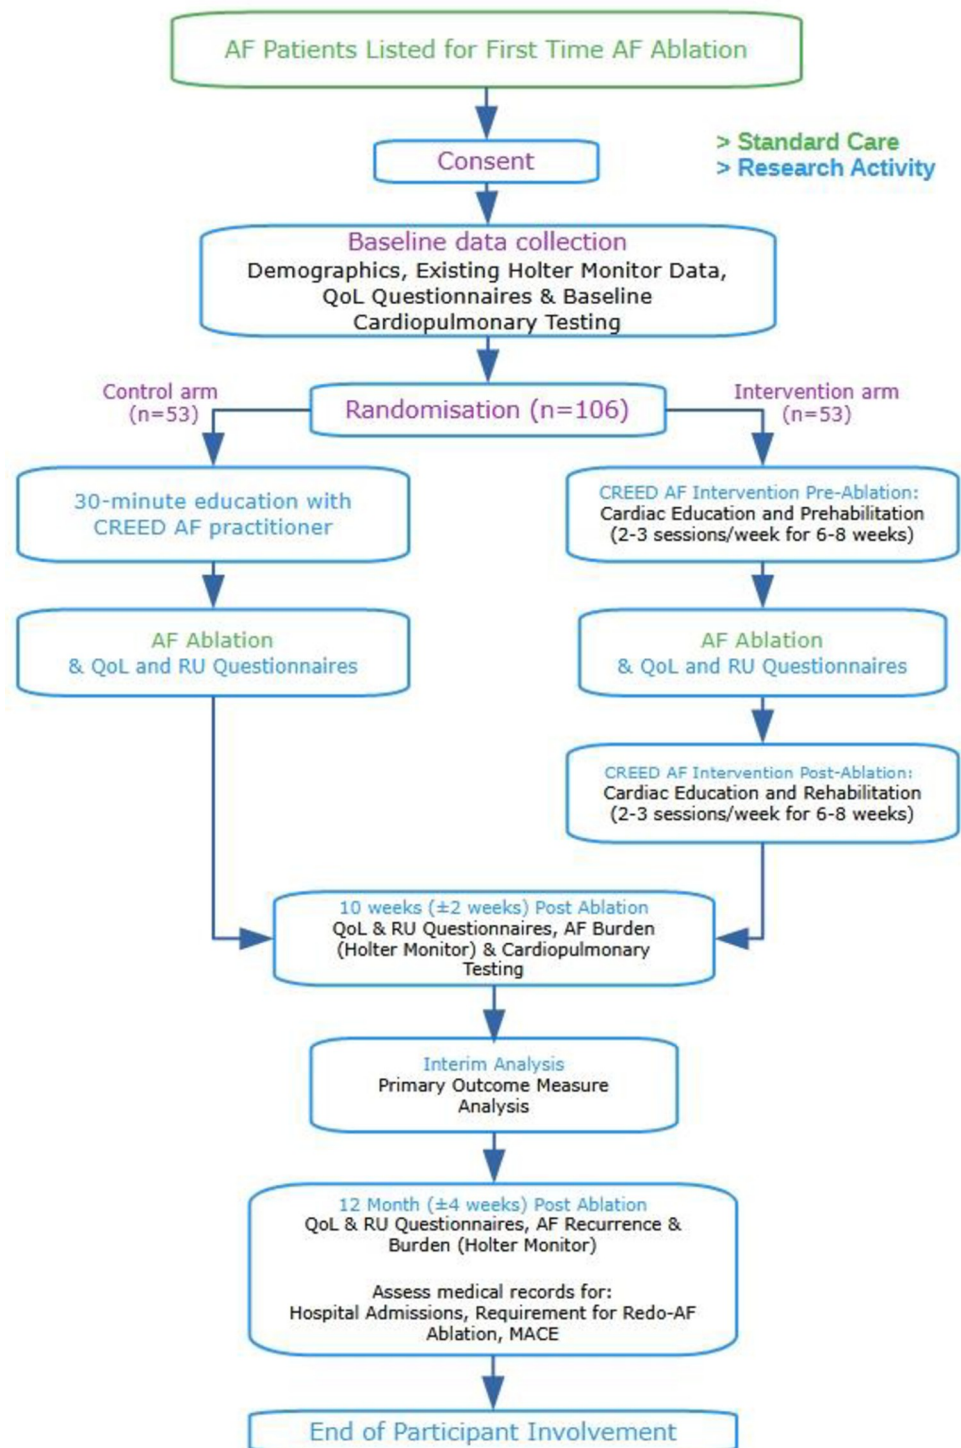 AF Patients Listed for First Time AF Ablation
Consent
> Standard Care
> Research Activity
Baseline data collection
Demographics, Existing Holter Monitor Data,
QoL Questionnaires & Baseline
Cardiopulmonary Testing
Control arm
(n=53)
Randomisation (n=106)
Intervention arm
(n=53)
30-minute education with
CREED AF practitioner
CREED AF Intervention Pre-Ablation:
Cardiac Education and Prehabilitation
(2-3 sessions/week for 6-8 weeks)
AF Ablation
& QoL and RU Questionnaires
AF Ablation
& QoL and RU Questionnaires
CREED AF Intervention Post-Ablation:
Cardiac Education and Rehabilitation
(2-3 sessions/week for 6-8 weeks)
10 weeks (±2 weeks) Post Ablation
QoL & RU Questionnaires, AF Burden
(Holter Monitor) & Cardiopulmonary
Testing
Interim Analysis
Primary Outcome Measure
Analysis
12 Month (±4 weeks) Post Ablation
QoL & RU Questionnaires, AF Recurrence &
Burden (Holter Monitor)
Assess medical records for:
Hospital Admissions, Requirement for Redo-AF
Ablation, MACE
End of Participant Involvement